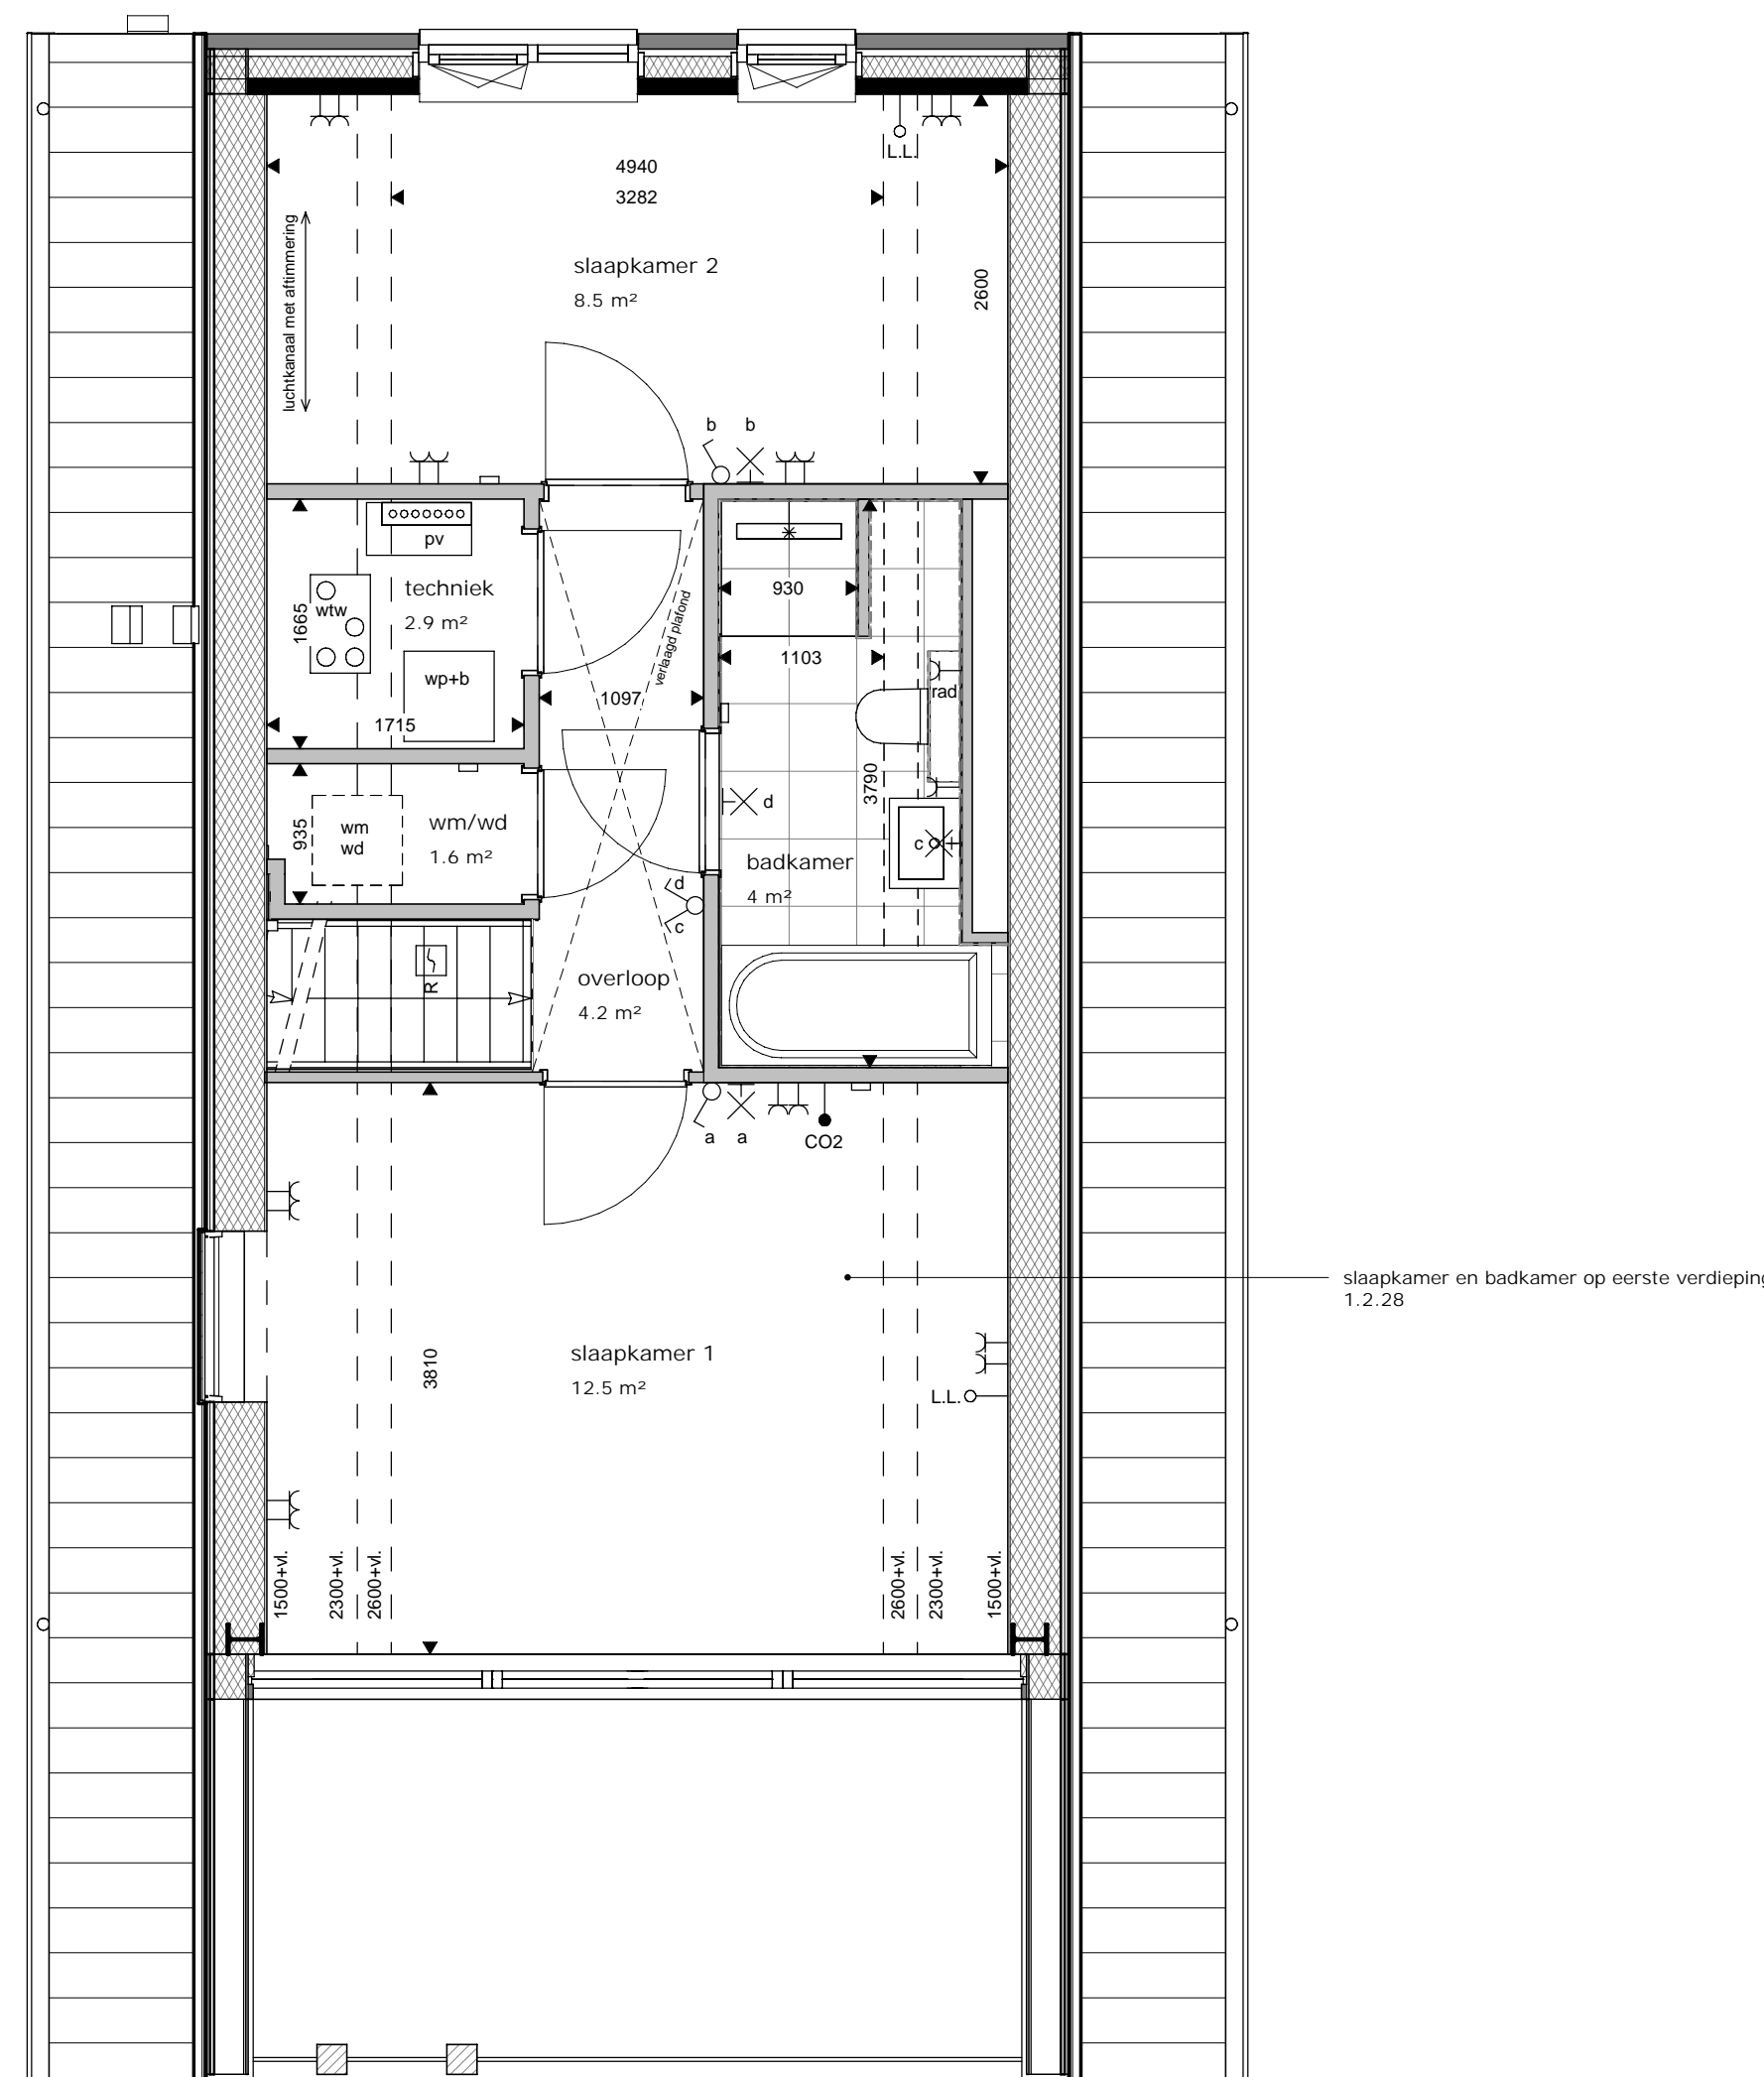 L.L.
4940
3282
luchtkanaal met aftimmering
slaapkamer 2
8.5 m²
2600
b b
pv
techniek
2.9 m²
wtw
1665
wp+b
1715
verlaagd plafond
1097
930
1103
rad
3790
d
c
badkamer
4 m²
935
wm
wd
wm/wd
1.6 m²
d
c
R
overloop
4.2 m²
a a
CO2
slaapkamer en badkamer op eerste verdieping
1.2.28
3810
slaapkamer 1
12.5 m²
L.L.
1500+vl.
2300+vl.
2600+vl.
2600+vl.
2300+vl.
1500+vl.